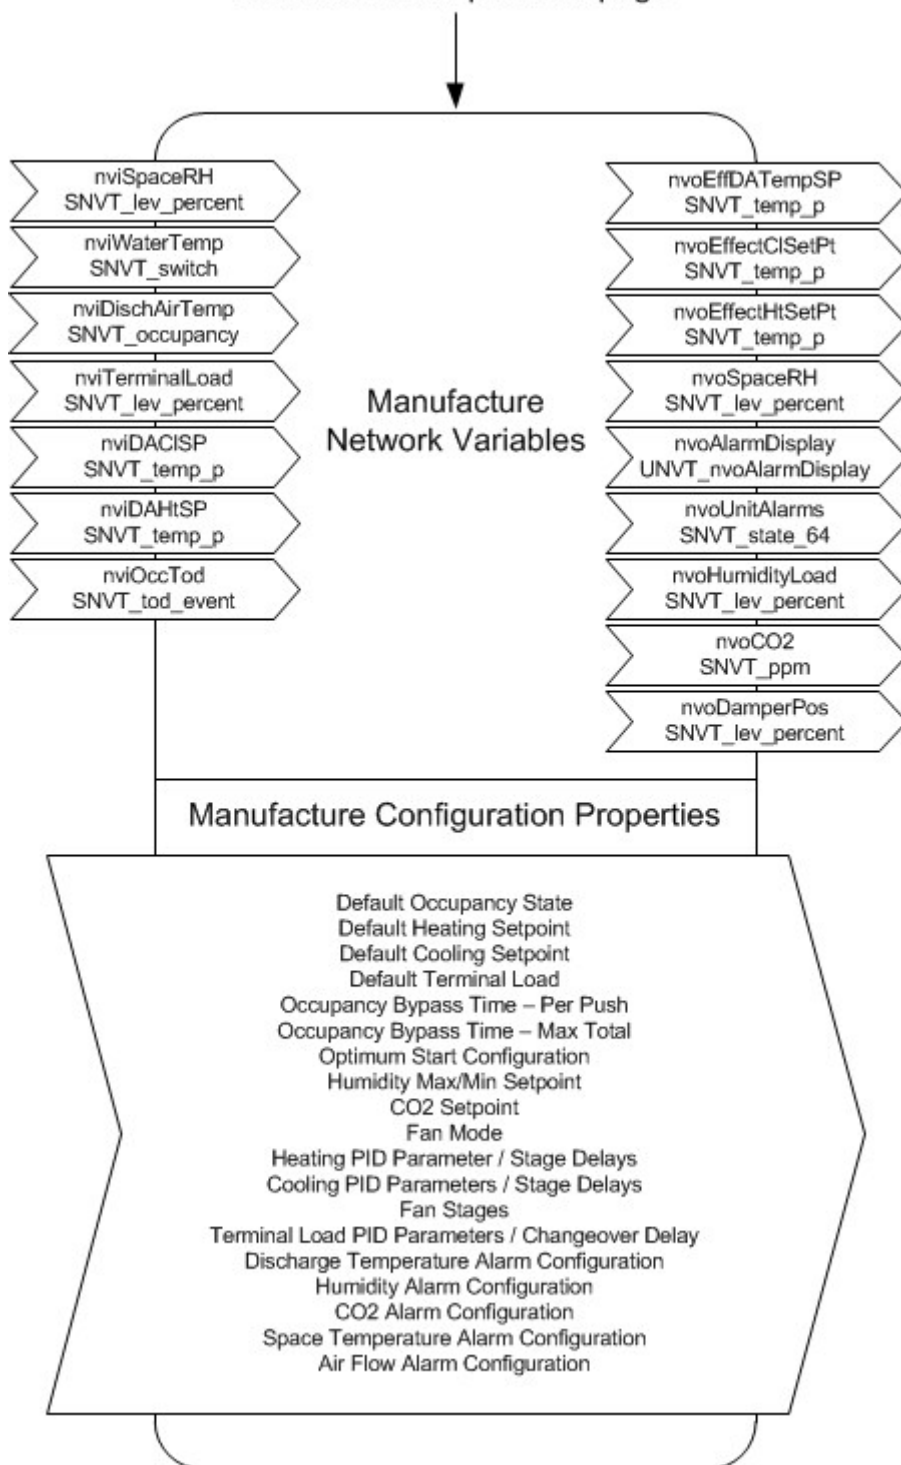 nviSpaceRH
SNVT_lev_percent
nviWaterTemp
SNVT_switch
nviDischAirTemp
SNVT_occupancy
nviTerminalLoad
SNVT_lev_percent
nviDAClSP
SNVT_temp_p
nviDAHtSP
SNVT_temp_p
nviOccTod
SNVT_tod_event
Manufacture
Network Variables
nvoEffDATempSP
SNVT_temp_p
nvoEffectClSetPt
SNVT_temp_p
nvoEffectHtSetPt
SNVT_temp_p
nvoSpaceRH
SNVT_lev_percent
nvoAlarmDisplay
UNVT_nvoAlarmDisplay
nvoUnitAlarms
SNVT_state_64
nvoHumidityLoad
SNVT_lev_percent
nvoCO2
SNVT_ppm
nvoDamperPos
SNVT_lev_percent
Manufacture Configuration Properties
Default Occupancy State
Default Heating Setpoint
Default Cooling Setpoint
Default Terminal Load
Occupancy Bypass Time – Per Push
Occupancy Bypass Time – Max Total
Optimum Start Configuration
Humidity Max/Min Setpoint
CO2 Setpoint
Fan Mode
Heating PID Parameter / Stage Delays
Cooling PID Parameters / Stage Delays
Fan Stages
Terminal Load PID Parameters / Changeover Delay
Discharge Temperature Alarm Configuration
Humidity Alarm Configuration
CO2 Alarm Configuration
Space Temperature Alarm Configuration
Air Flow Alarm Configuration